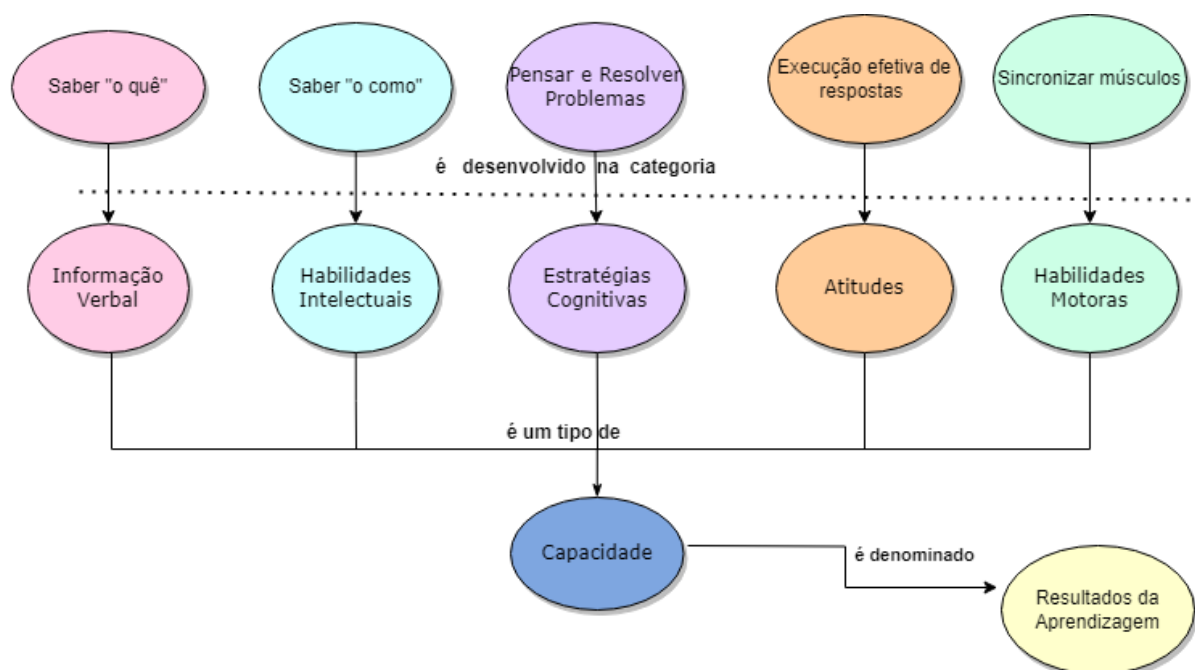 Saber "o quê"
Saber "o como"
Pensar e Resolver
Problemas
Execução efetiva de
respostas
Sincronizar músculos
é desenvolvido na categoria
Informação
Verbal
Habilidades
Intelectuais
Estratégias
Cognitivas
Atitudes
Habilidades
Motoras
é um tipo de
Capacidade
é denominado
Resultados da
Aprendizagem